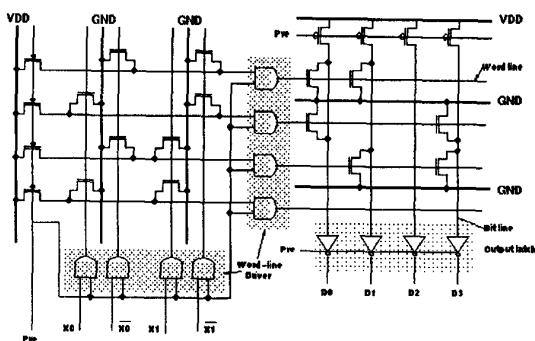 VDD
GND
GND
VDD
Pre
Word line
GND
GND
Bit line
Word-line
Driver
Pre
Output latch
X0
X0
X1
X1
D0
D1
D2
D3
Pre